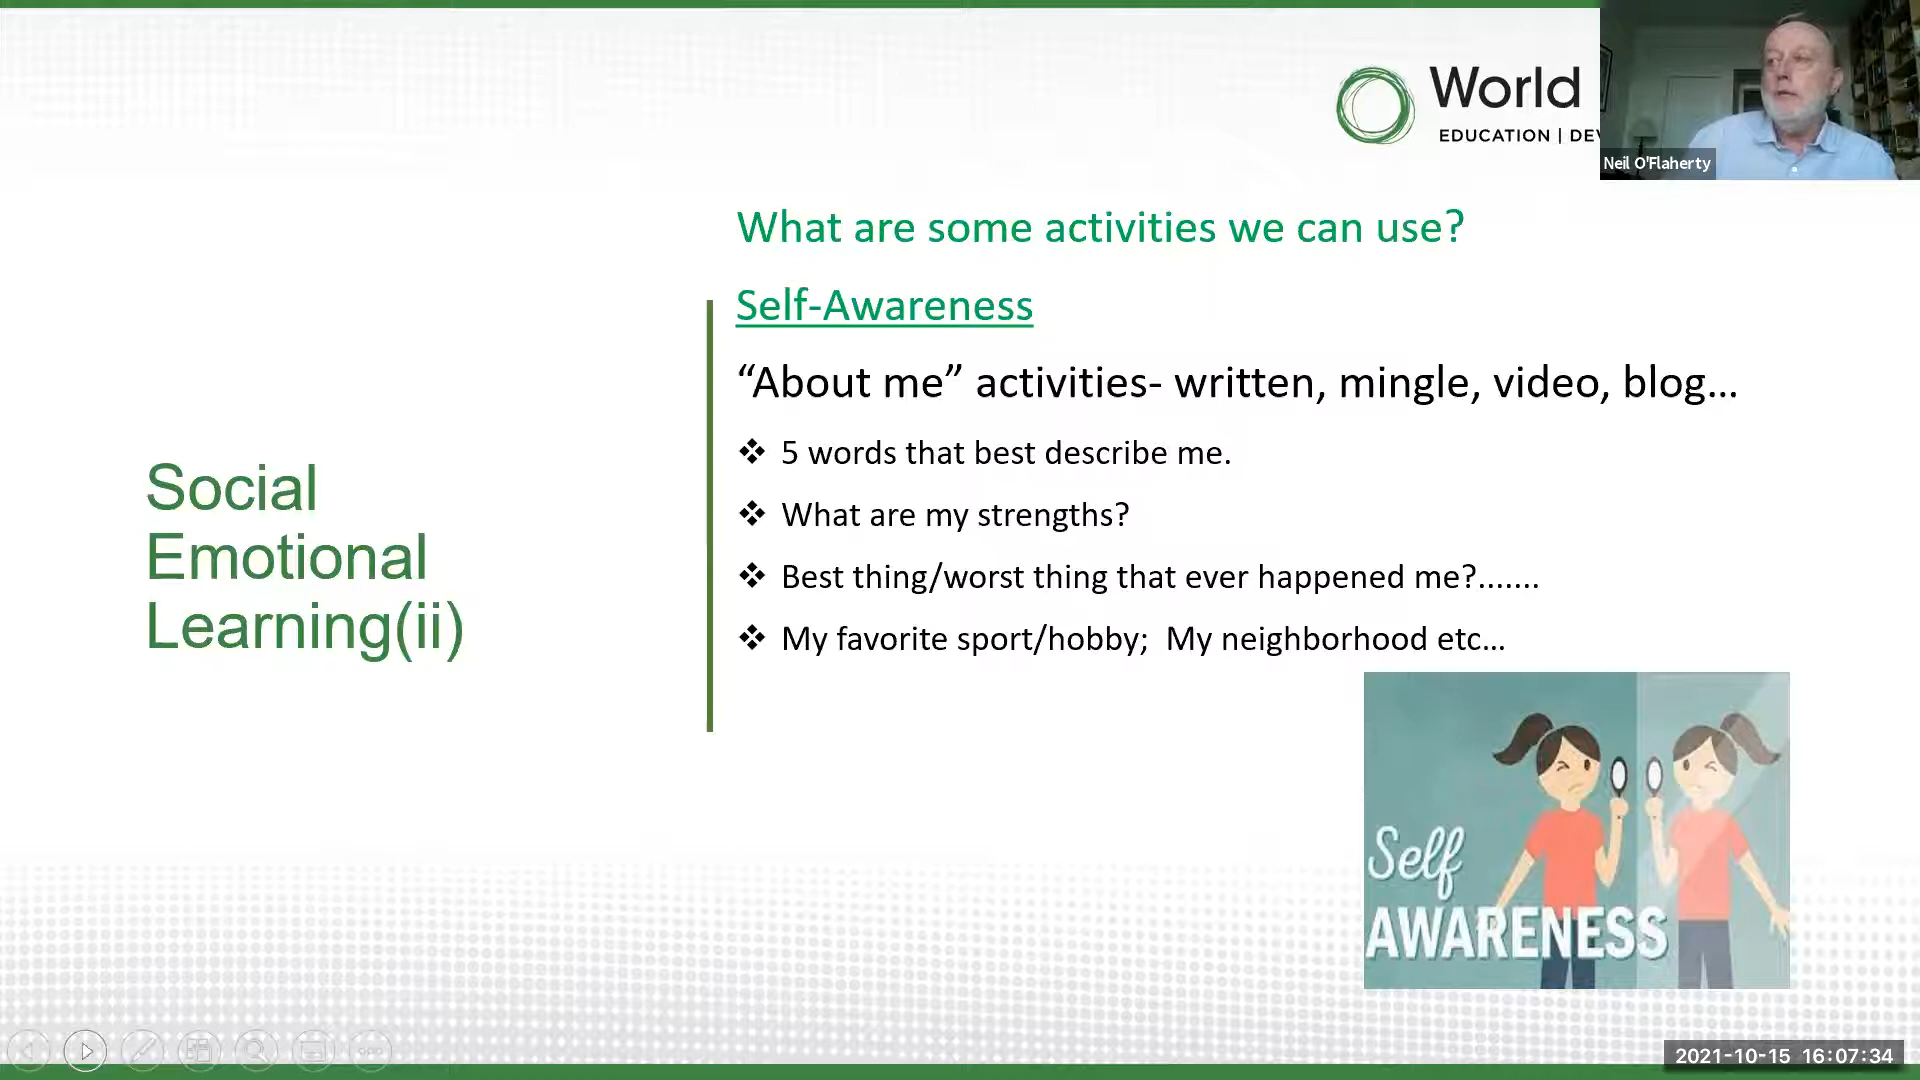 World
EDUCATION | DEV
Neil O'Flaherty
What are some activities we can use?
Self-Awareness
“About me” activities- written, mingle, video, blog…
5 words that best describe me.
What are my strengths?
Best thing/worst thing that ever happened me?.......
My favorite sport/hobby;  My neighborhood etc…
Social
Emotional
Learning(ii)
Self
AWARENESS
2021-10-15 16:07:34